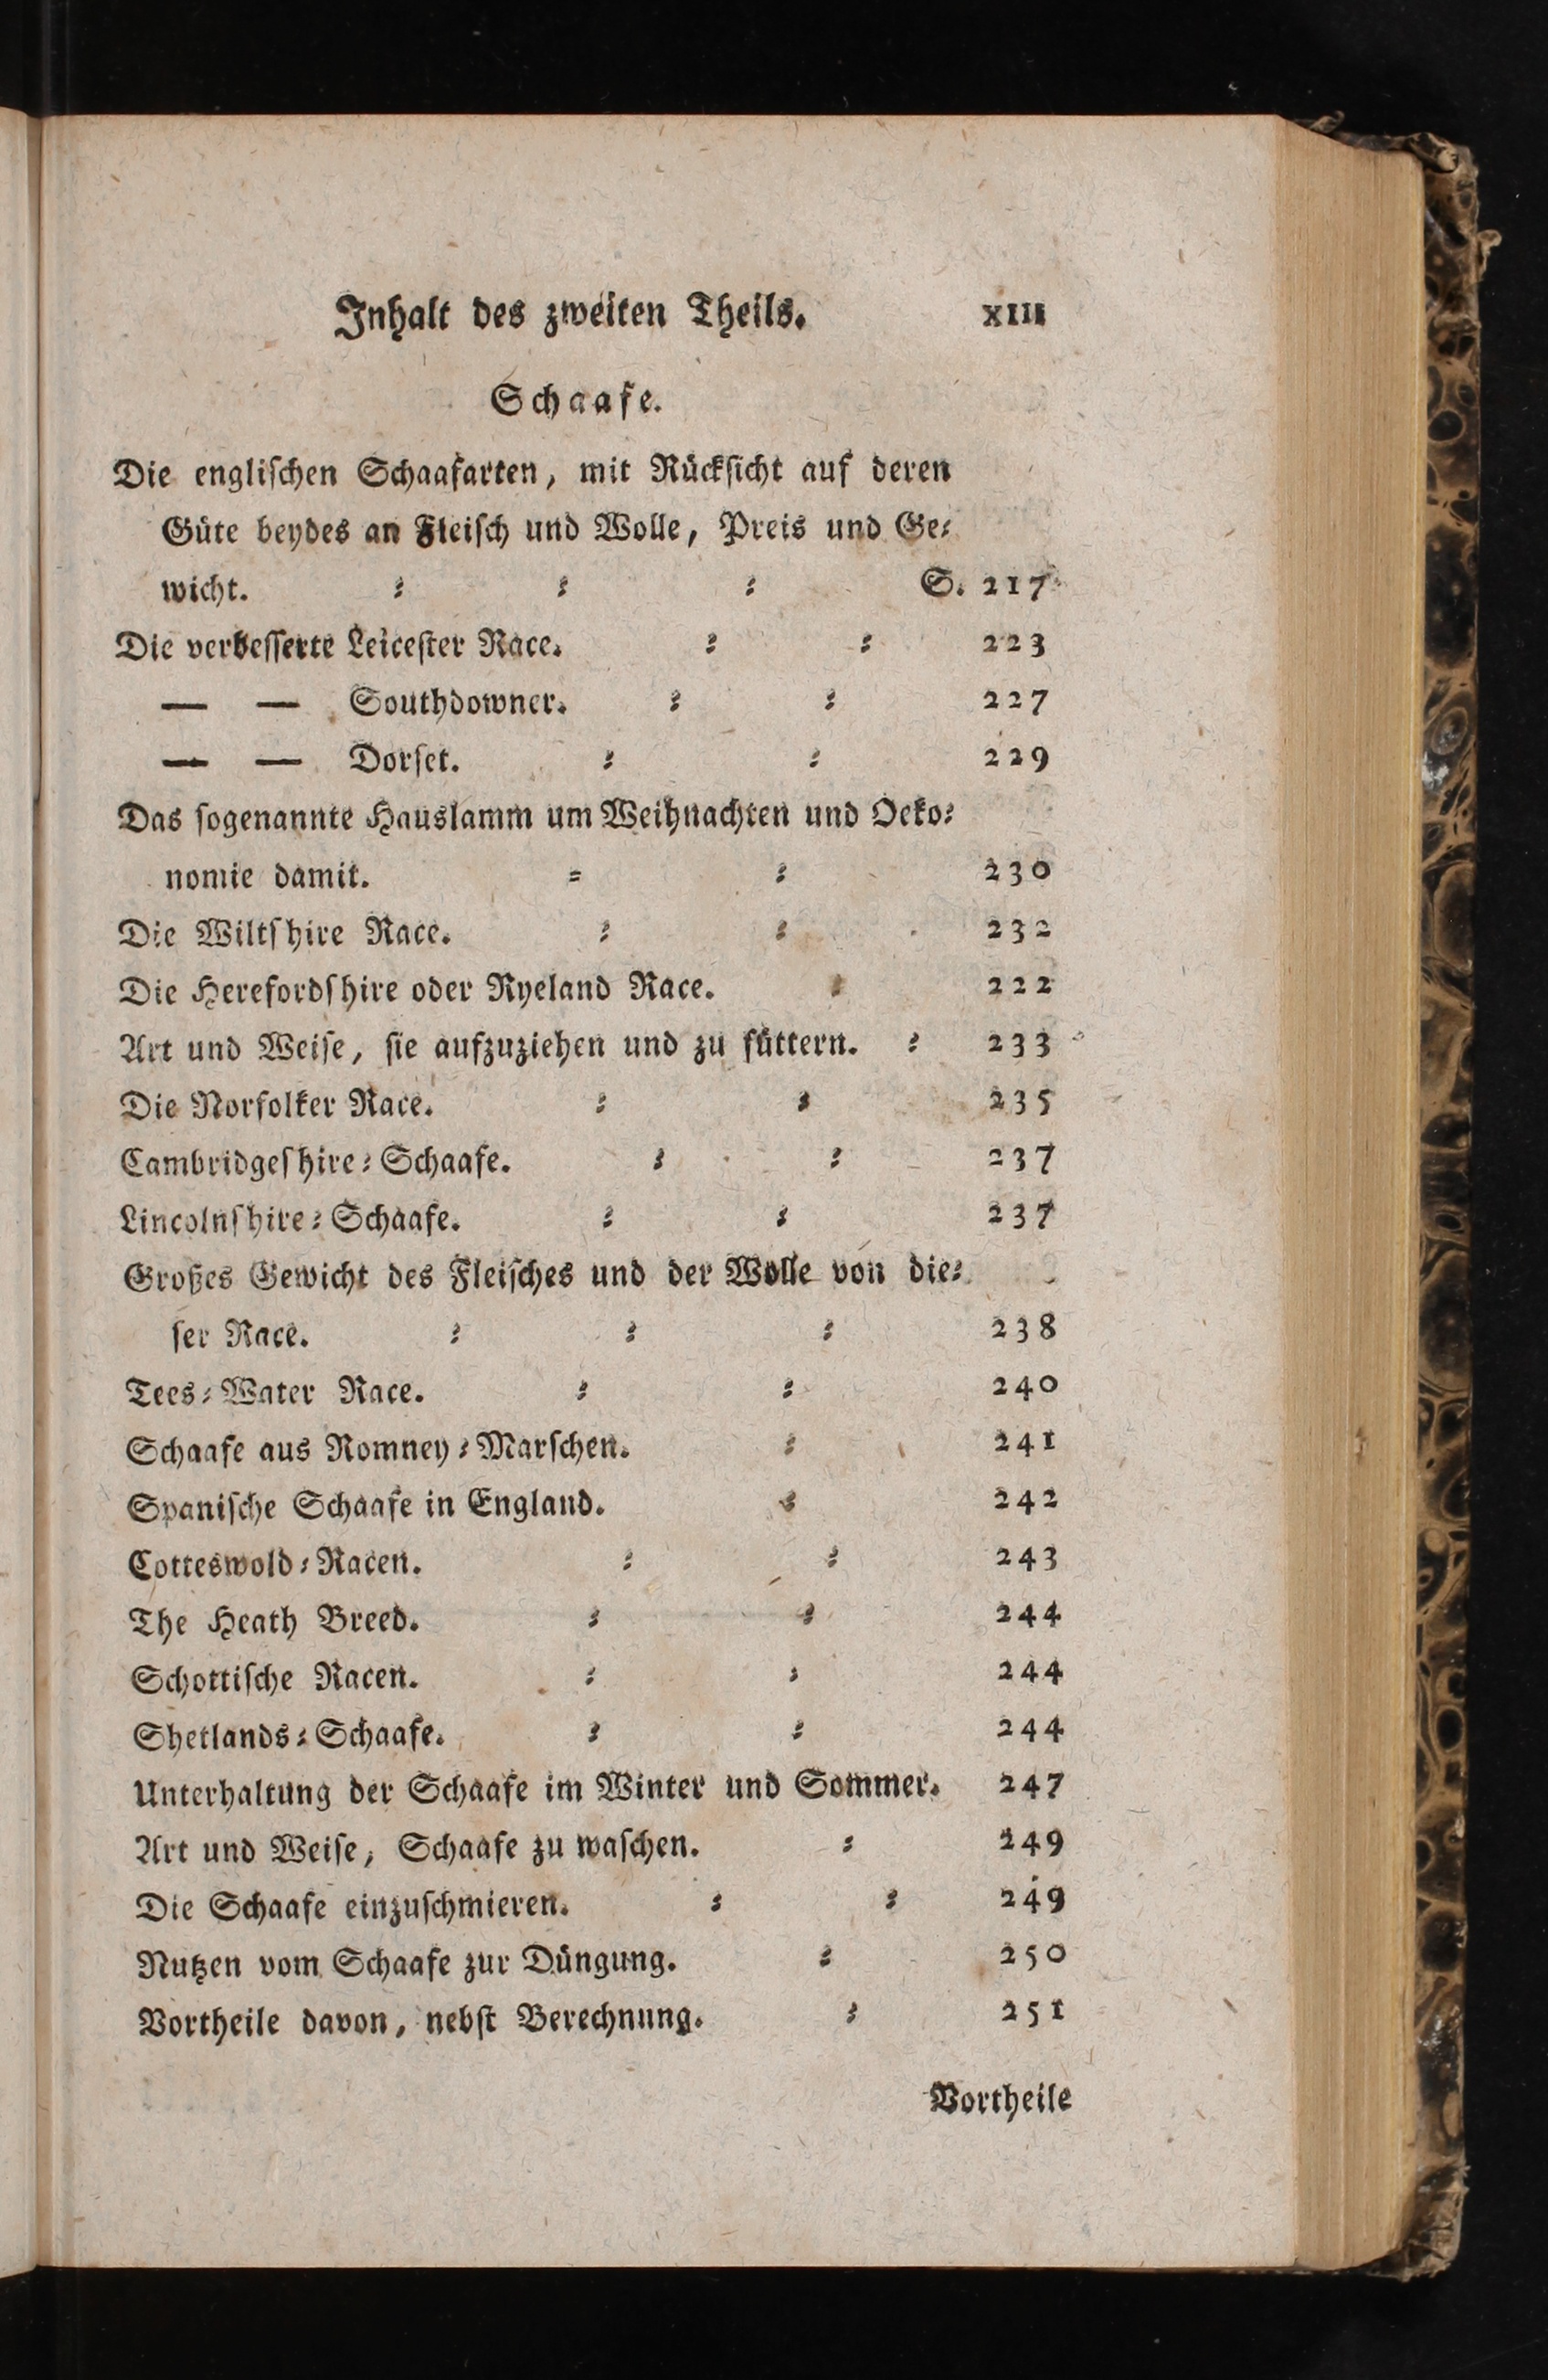 Inhalt des zweiten Theils. XIII
Schaafe.
Die engliſchen Schaafarten, mit Rückſicht auf deren
Güte beydes an Fleiſch und Wolle, Preis und Ge⸗
wicht. ⸗ ⸗ ⸗ S. 217
Die verbeſſerte Leiceſter Race. ⸗ ⸗ 223
— — Southdowner. ⸗ ⸗ 227
— — Dorſet. ⸗ ⸗ 229
Das ſogenannte Hauslamm um Weihnachten und Oeko⸗
nomie damit. = ⸗ 230
Die Wiltſhire Race. ⸗ ⸗ 232
Die Herefordſhire oder Ryeland Race. ⸗ 222
Art und Weiſe, ſie aufzuziehen und zu füttern. ⸗ 233
Die Norfolker Race. ⸗ ⸗ 235
Cambridgeſhire⸗Schaafe. ⸗ ⸗ 237
Lincolnſhire⸗Schaafe. ⸗ ⸗ 237
Großes Gewicht des Fleiſches und der Wolle von die⸗
ſer Race. ⸗ ⸗ ⸗ 238
Tees⸗Water Race. ⸗ ⸗ 240
Schaafe aus Romney⸗Marſchen. ⸗ 241
Spaniſche Schaafe in England. ⸗ 242
Cotteswold⸗Racen. ⸗ ⸗ 243
The Heath Breed. ⸗ ⸗ 244
Schottiſche Racen. ⸗ ⸗ 244
Shetlands⸗Schaafe. ⸗ ⸗ 244
Unterhaltung der Schaafe im Winter und Sommer. 247
Art und Weiſe, Schaafe zu waſchen. ⸗ 249
Die Schaafe einzuſchmieren. ⸗ ⸗ 249
Nutzen vom Schaafe zur Düngung. ⸗ 250
Vortheile davon, nebſt Berechnung. ⸗ 251
Vortheile